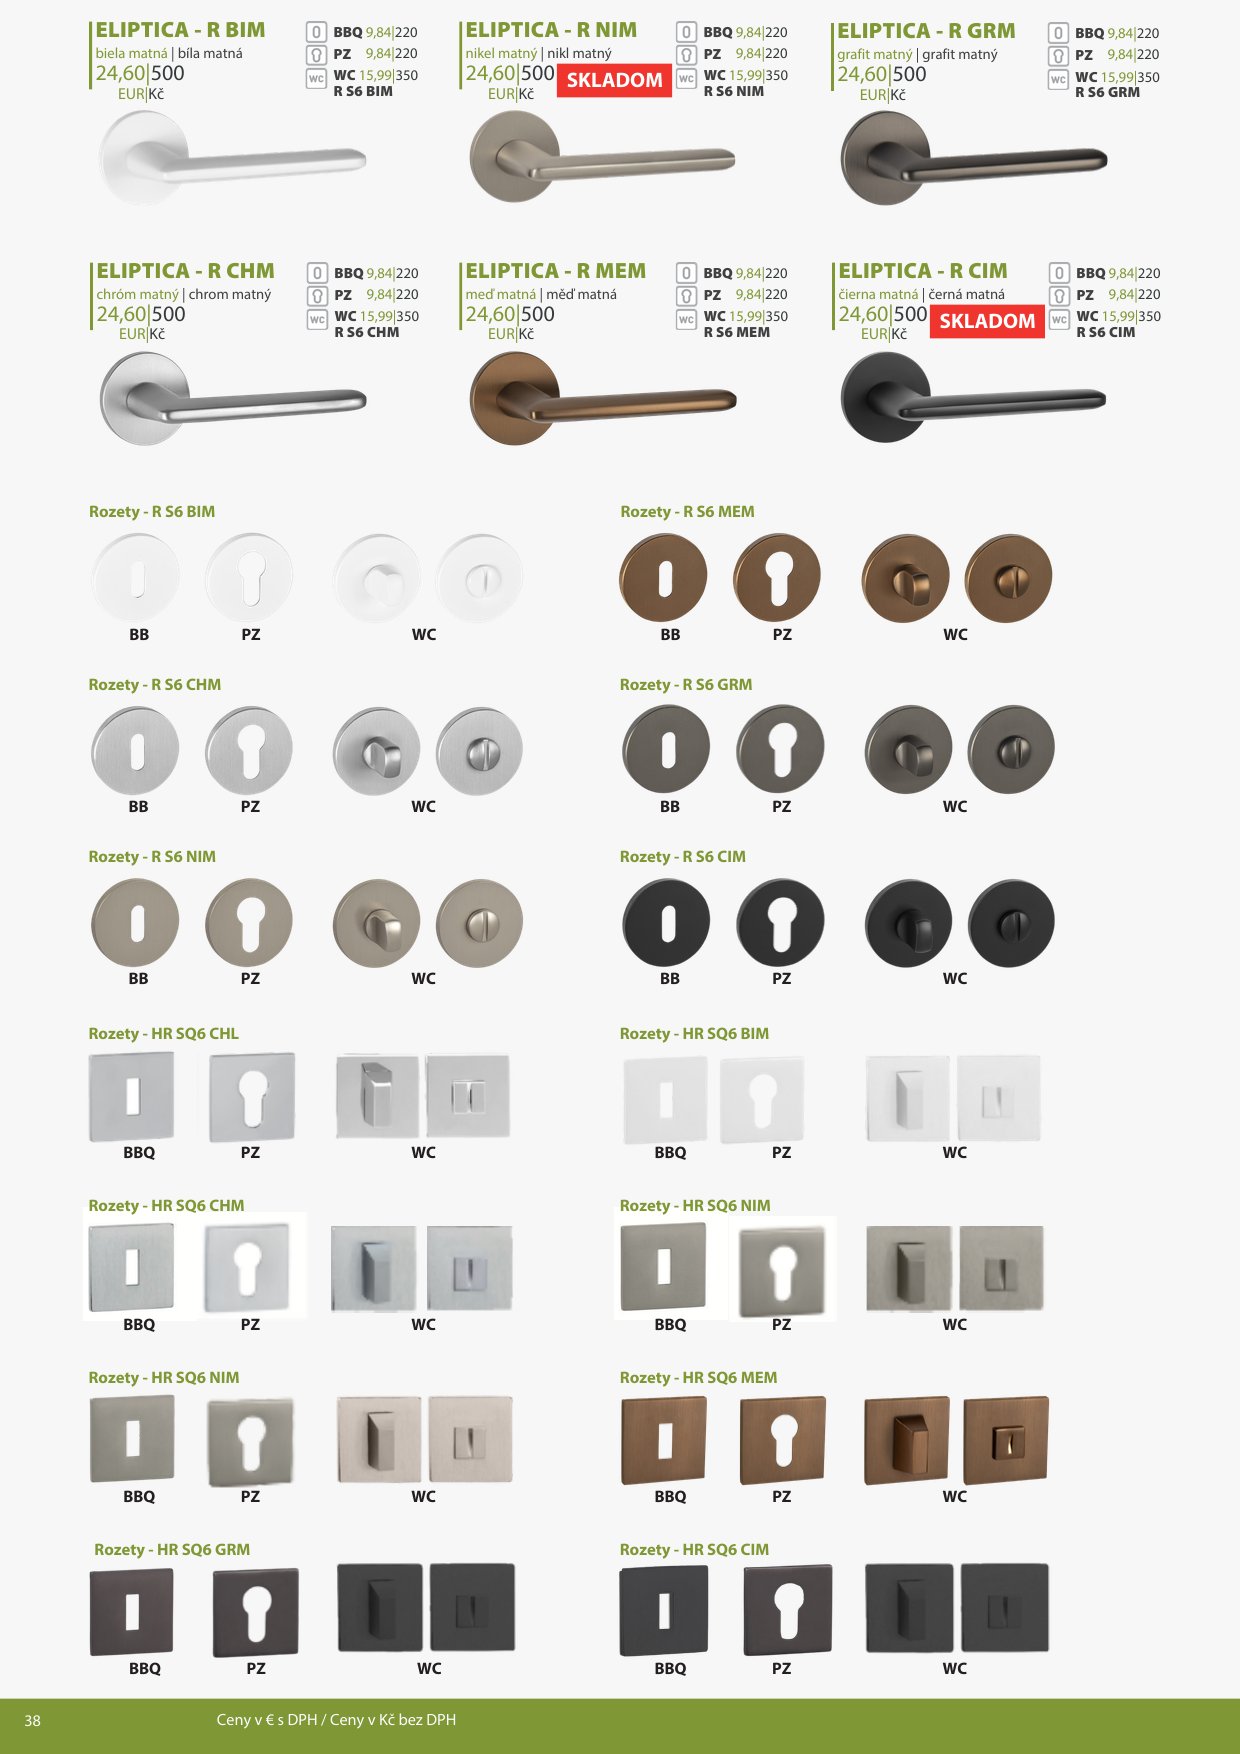 ELIPTICA - R BIM
biela matná | bíla matná
24,60|500
EUR|Kč
0 BBQ 9,84|220
PZ 9,84|220
WC WC 15,99|350
R S6 BIM
ELIPTICA - R NIM
nikel matný | nikl matný
24,60|500 SKLADOM
EUR|Kč
0 BBQ 9,84|220
PZ 9,84|220
WC WC 15,99|350
R S6 NIM
ELIPTICA - R GRM
grafit matný | grafit matný
24,60|500
EUR|Kč
0 BBQ 9,84|220
PZ 9,84|220
WC WC 15,99|350
R S6 GRM
ELIPTICA - R CHM
chróm matný | chrom matný
24,60|500
EUR|Kč
0 BBQ 9,84|220
PZ 9,84|220
WC WC 15,99|350
R S6 CHM
ELIPTICA - R MEM
meď matná | měď matná
24,60|500
EUR|Kč
0 BBQ 9,84|220
PZ 9,84|220
WC WC 15,99|350
R S6 MEM
ELIPTICA - R CIM
čierna matná | černá matná
24,60|500 SKLADOM
EUR|Kč
0 BBQ 9,84|220
PZ 9,84|220
WC WC 15,99|350
R S6 CIM
Rozety - R S6 BIM
BB PZ WC
Rozety - R S6 MEM
BB PZ WC
Rozety - R S6 CHM
BB PZ WC
Rozety - R S6 GRM
BB PZ WC
Rozety - R S6 NIM
BB PZ WC
Rozety - R S6 CIM
BB PZ WC
Rozety - HR SQ6 CHL
BBQ PZ WC
Rozety - HR SQ6 BIM
BBQ PZ WC
Rozety - HR SQ6 CHM
BBQ PZ WC
Rozety - HR SQ6 NIM
BBQ PZ WC
Rozety - HR SQ6 NIM
BBQ PZ WC
Rozety - HR SQ6 MEM
BBQ PZ WC
Rozety - HR SQ6 GRM
BBQ PZ WC
Rozety - HR SQ6 CIM
BBQ PZ WC
38 Ceny v € s DPH / Ceny v Kč bez DPH